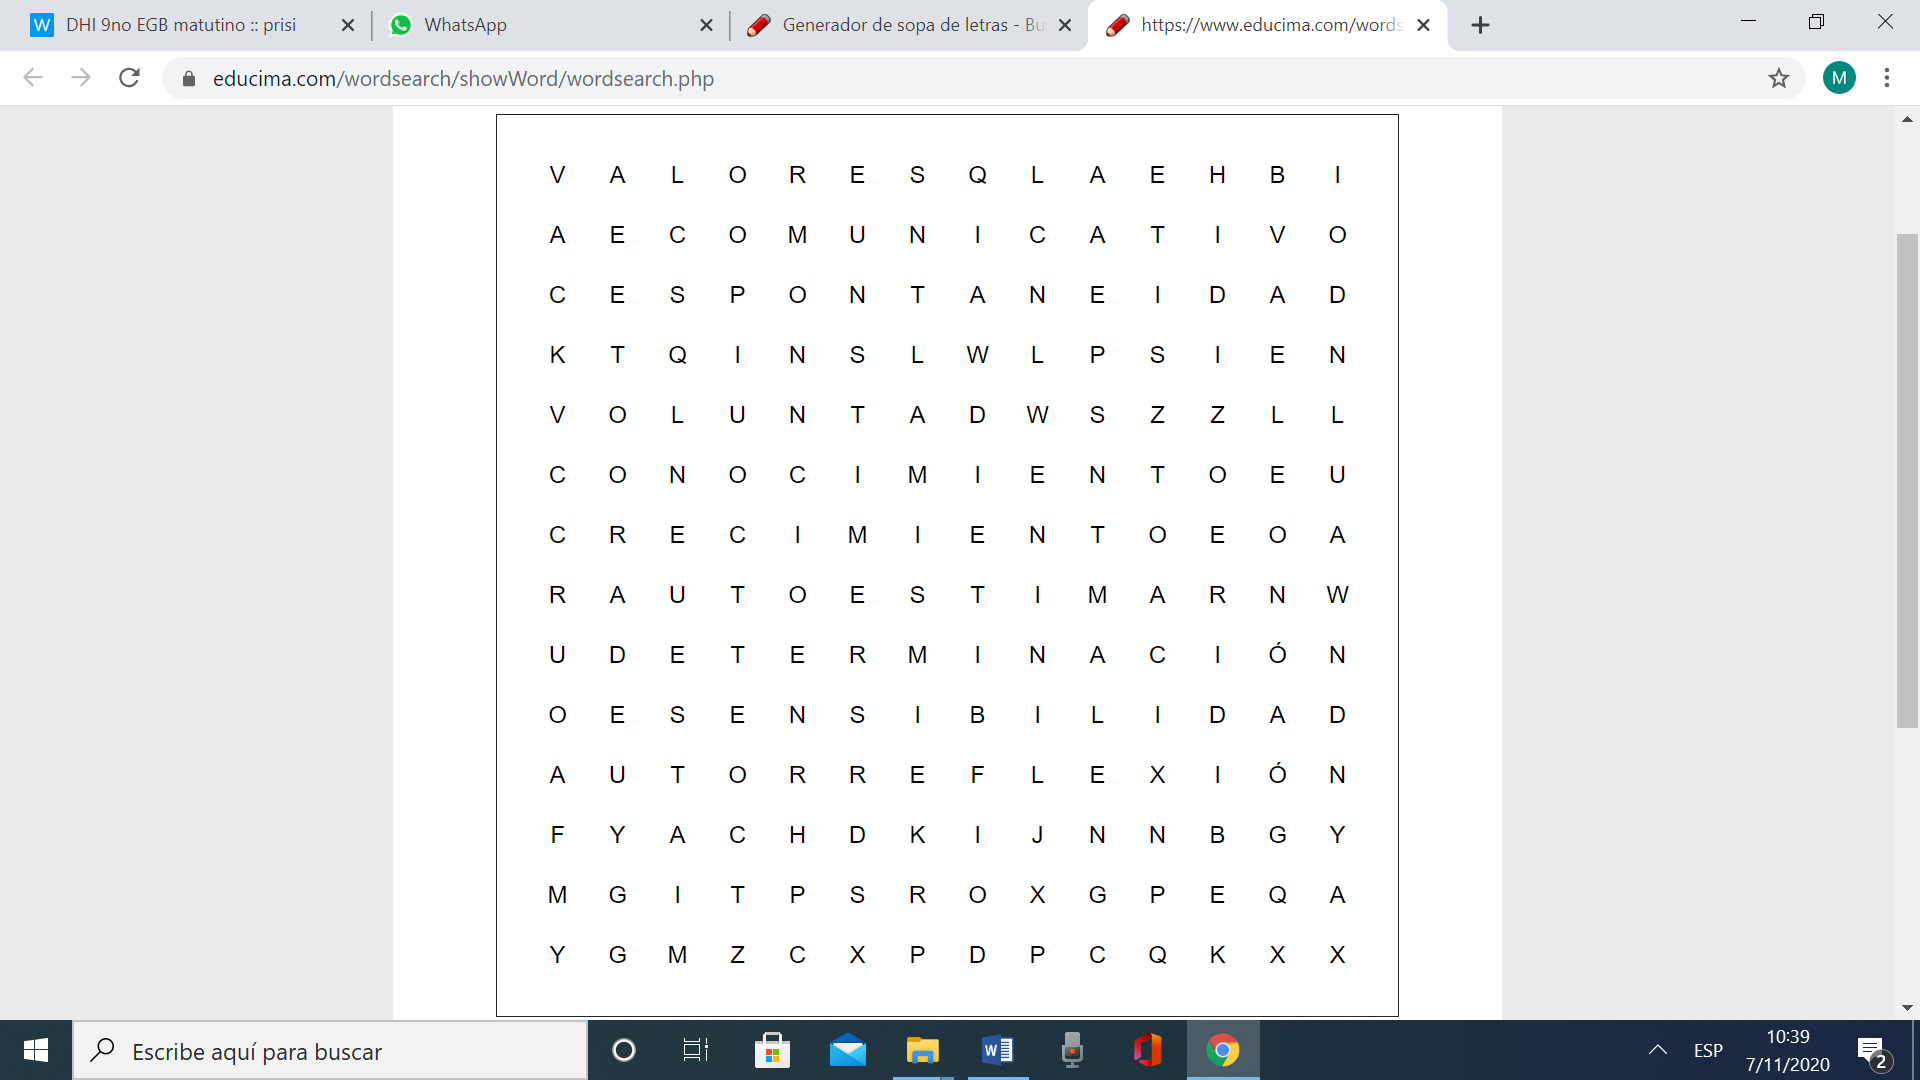 DHI 9no EGB matutino :: prisi
WhatsApp
Generador de sopa de letras - Bu
https://www.educima.com/words
educima.com/wordsearch/showWord/wordsearch.php
M
V A L O R E S Q L A E H B I
A E C O M U N I C A T I V O
C E S P O N T A N E I D A D
K T Q I N S L W L P S I E N
V O L U N T A D W S Z Z L L
C O N O C I M I E N T O E U
C R E C I M I E N T O E O A
R A U T O E S T I M A R N W
U D E T E R M I N A C I Ó N
O E S E N S I B I L I D A D
A U T O R R E F L E X I Ó N
F Y A C H D K I J N N B G Y
M G I T P S R O X G P E Q A
Y G M Z C X P D P C Q K X X
Escribe aquí para buscar
ESP
10:39
7/11/2020
2